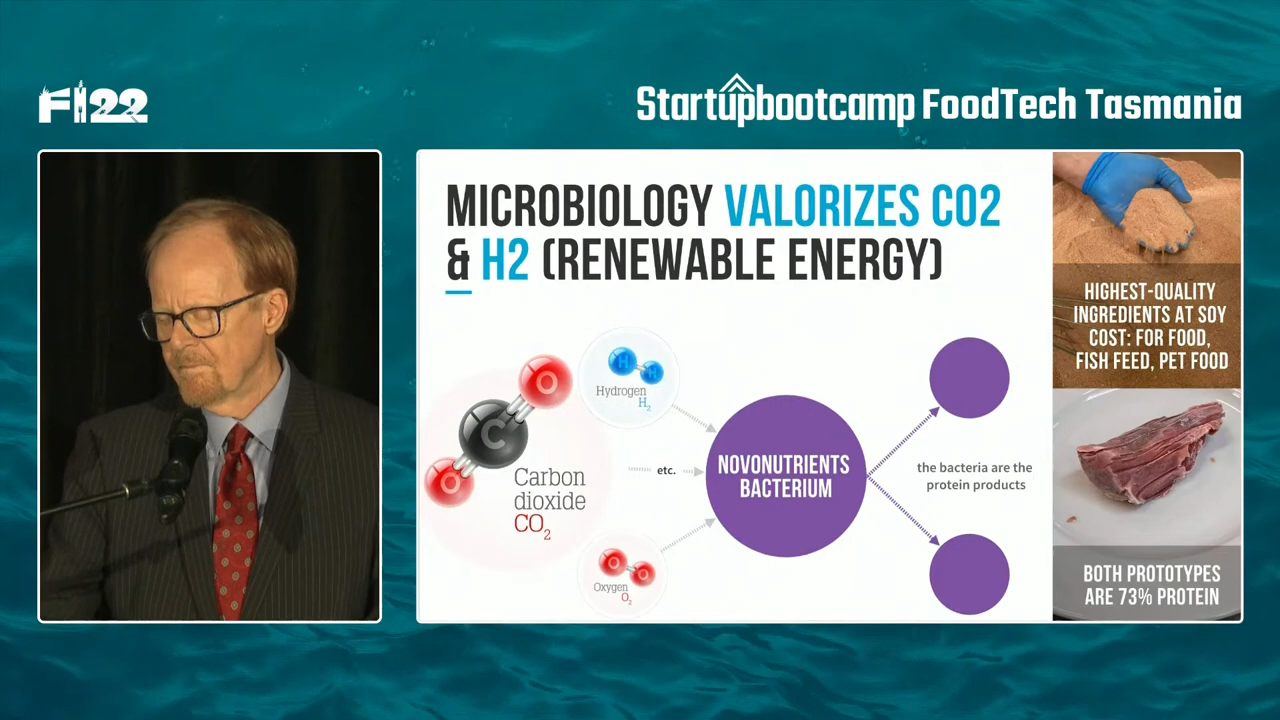 FI22
Startupbootcamp FoodTech Tasmania
MICROBIOLOGY VALORIZES CO2
& H2 (RENEWABLE ENERGY)
O
C
O
Carbon
dioxide
CO2
H H
Hydrogen
H2
etc.
O O
Oxygen
O2
NOVONUTRIENTS
BACTERIUM
the bacteria are the
protein products
HIGHEST-QUALITY
INGREDIENTS AT SOY
COST: FOR FOOD,
FISH FEED, PET FOOD
BOTH PROTOTYPES
ARE 73% PROTEIN